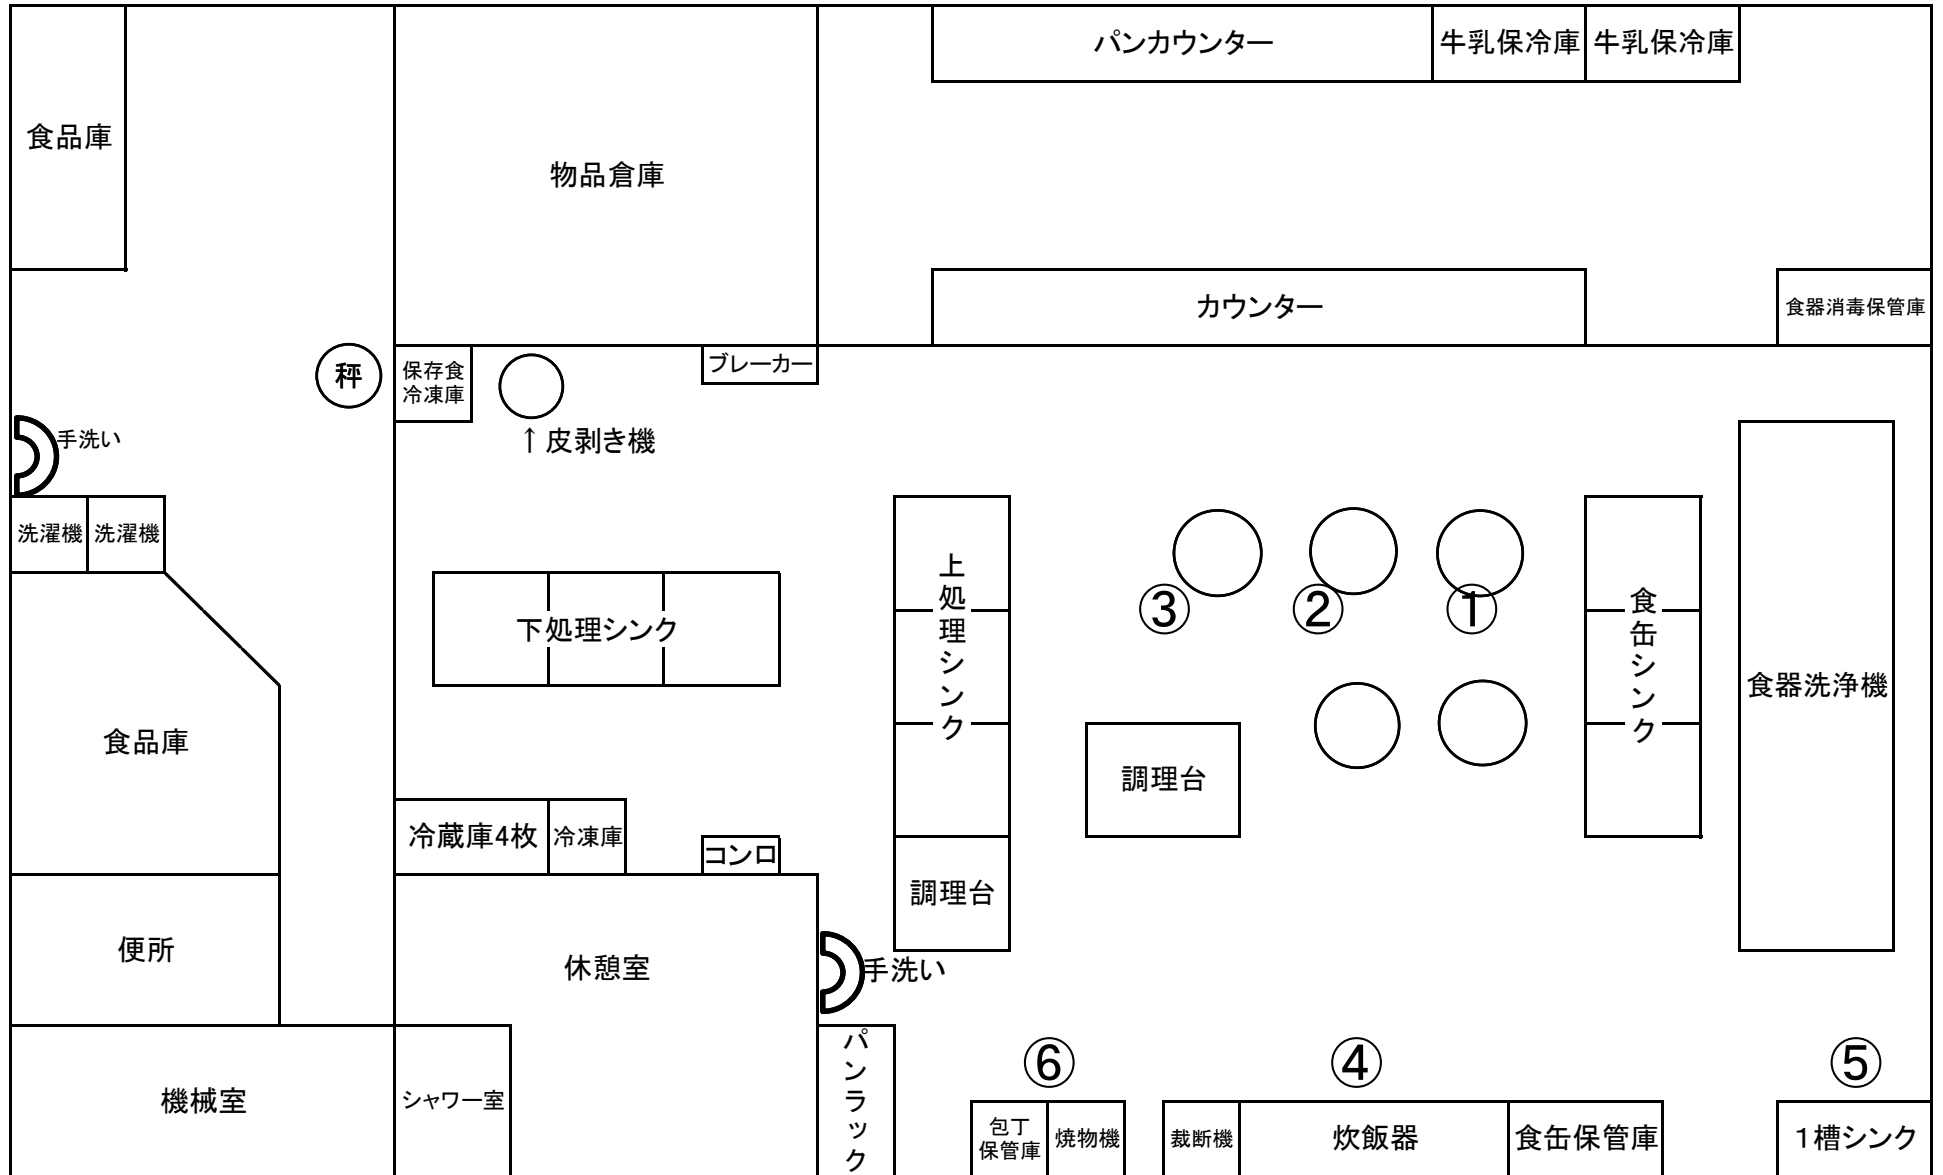 パンカウンター
牛乳保冷庫
牛乳保冷庫
食品庫
物品倉庫
カウンター
食器消毒保管庫
秤
保存食
冷凍庫
ブレーカー
↑皮剥き機
手洗い
洗濯機
洗濯機
下処理シンク
上処理シンク
③
②
①
食缶シンク
食器洗浄機
食品庫
調理台
冷蔵庫4枚
冷凍庫
コンロ
調理台
便所
休憩室
手洗い
機械室
シャワー室
パンラック
⑥
④
⑤
包丁
保管庫
焼物機
裁断機
炊飯器
食缶保管庫
1槽シンク